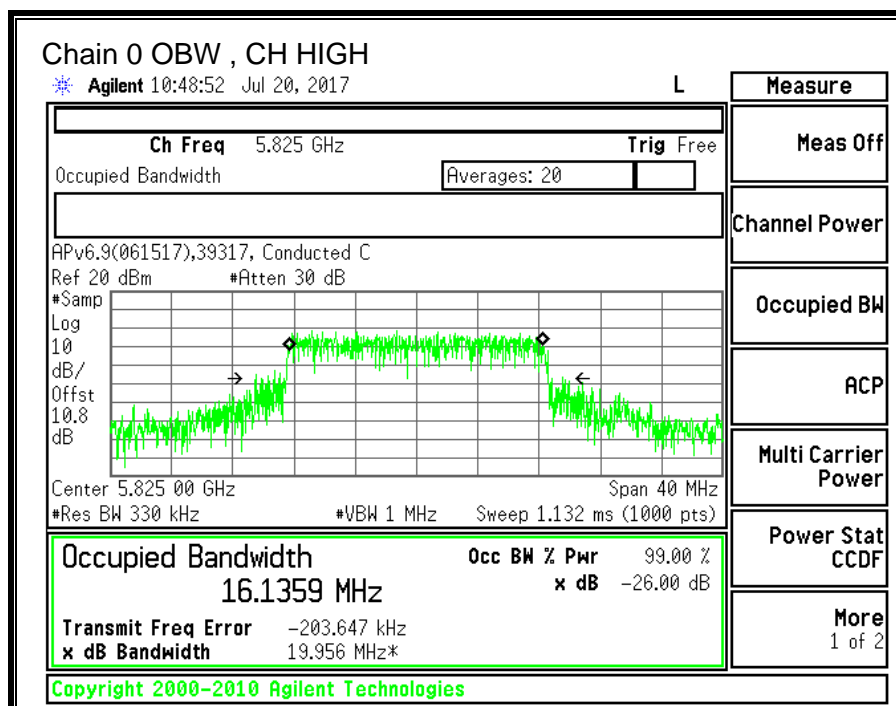 Chain 0 OBW , CH HIGH
Agilent 10:48:52 Jul 20, 2017 L
Measure
Ch Freq 5.825 GHz Trig Free
Meas Off
Occupied Bandwidth Averages: 20
Channel Power
APv6.9(061517),39317, Conducted C
Ref 20 dBm #Atten 30 dB
#Samp
Log
10
dB/
Offst
10.8
dB
Occupied BW
ACP
Multi Carrier
Power
Center 5.825 00 GHz Span 40 MHz
#Res BW 330 kHz #VBW 1 MHz Sweep 1.132 ms (1000 pts)
Power Stat
CCDF
Occupied Bandwidth Occ BW % Pwr 99.00 %
16.1359 MHz x dB -26.00 dB
Transmit Freq Error -203.647 kHz
x dB Bandwidth 19.956 MHz*
More
1 of 2
Copyright 2000-2010 Agilent Technologies